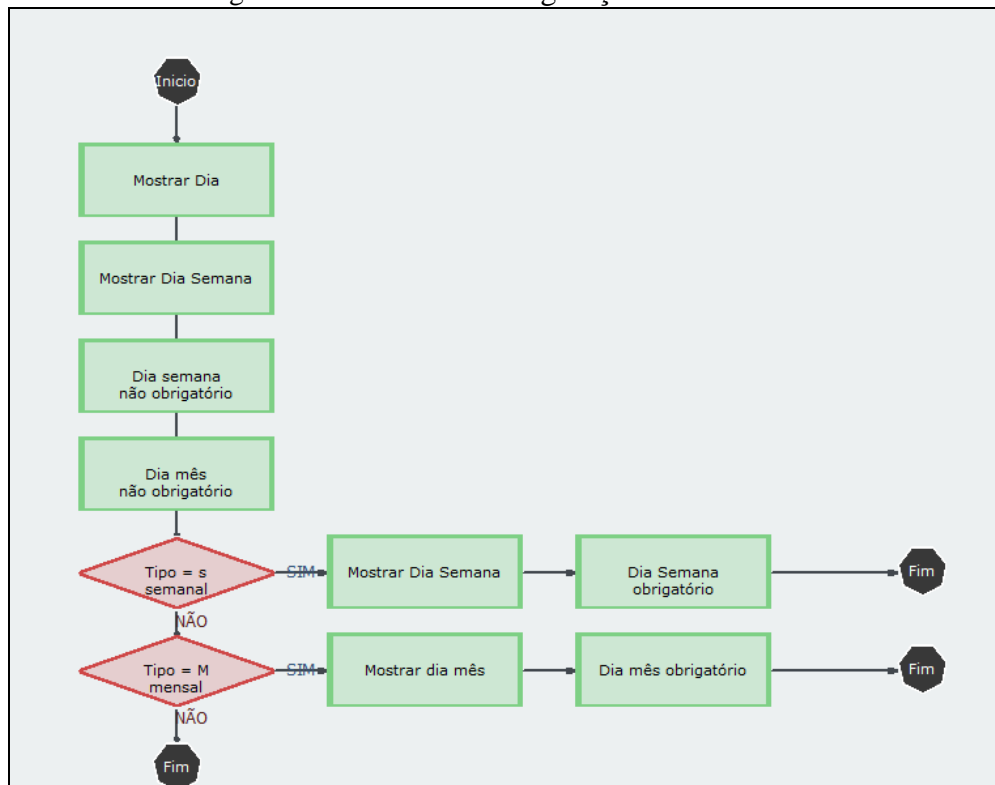 Inicio
Mostrar Dia
Mostrar Dia Semana
Dia semana
não obrigatório
Dia mês
não obrigatório
Tipo = s
semanal
SIM
Mostrar Dia Semana
Dia Semana
obrigatório
Fim
NÃO
Tipo = M
mensal
SIM
Mostrar dia mês
Dia mês obrigatório
Fim
NÃO
Fim